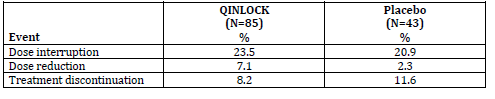 QINLOCK Placebo
(N=85) (N=43)
Event % %
Dose interruption 23.5 20.9
Dose reduction 7.1 2.3
Treatment discontinuation 8.2 11.6